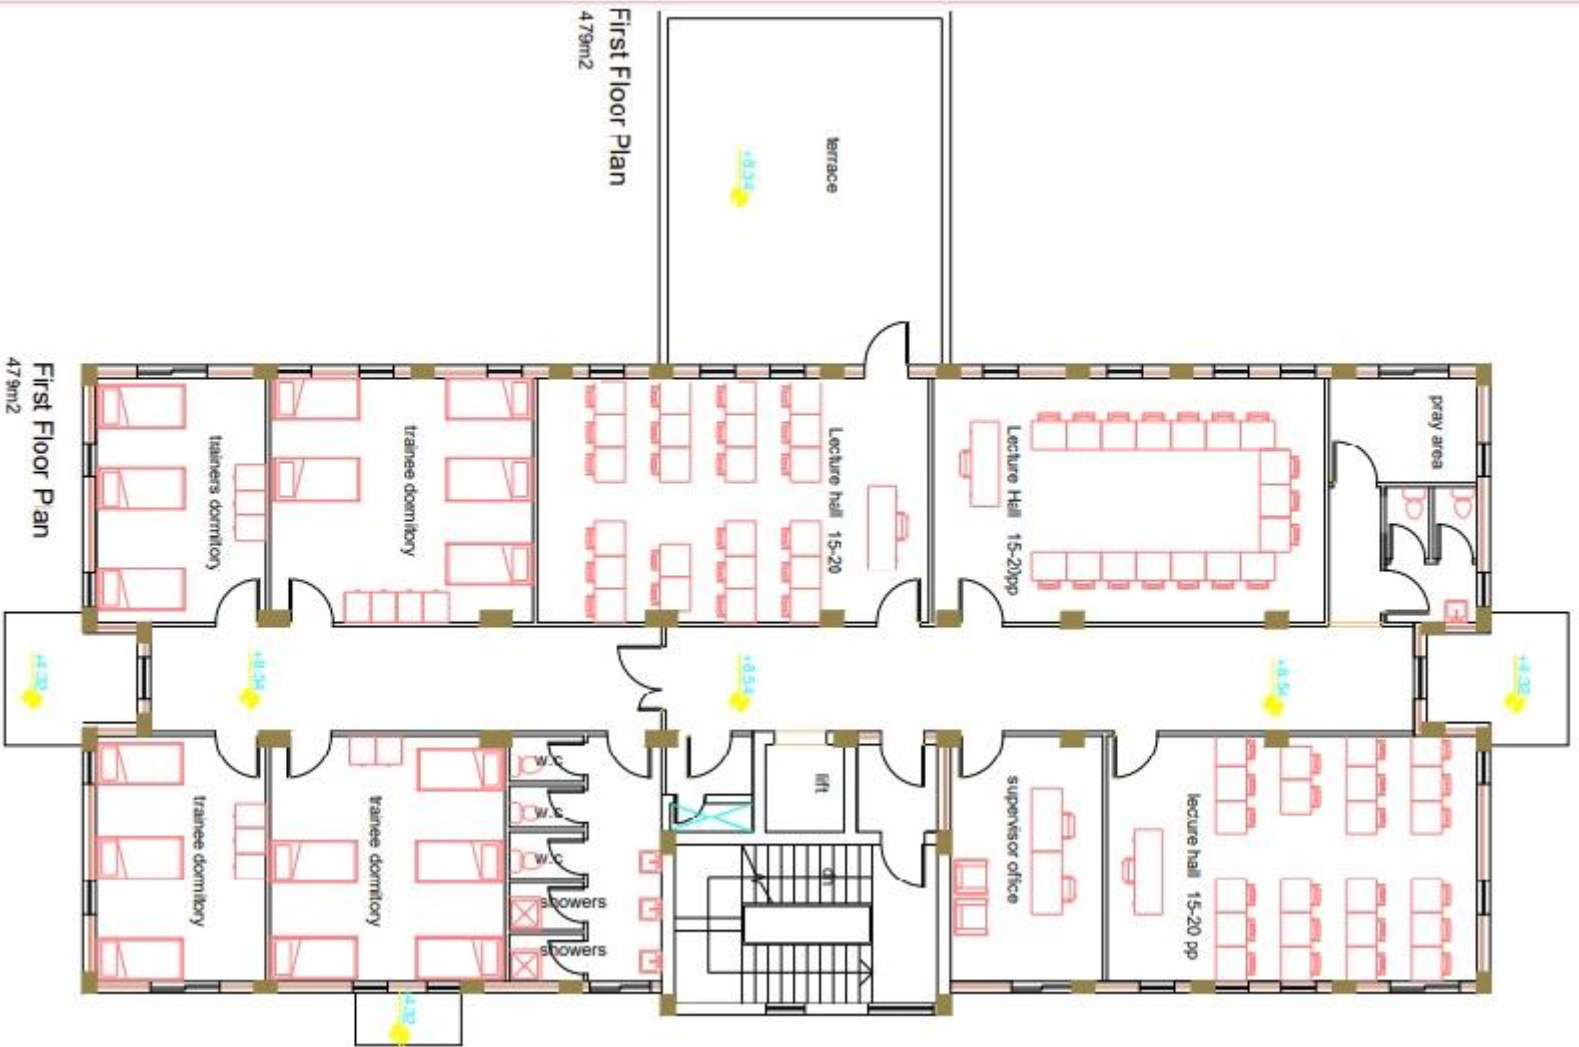 First Floor Plan
479m2
terrace
+8.34
First Floor Plan
479m2
trainers dormitory
trainee dormitory
Lecture hall 15-20
Lecture Hall 15-20pp
pray area
+4.32
+8.54
+8.54
+8.54
+4.32
trainee dormitory
trainee dormitory
w.c
w.c
w.c
showers
showers
lift
dn
supervisor office
lecture hall 15-20 pp
+4.32